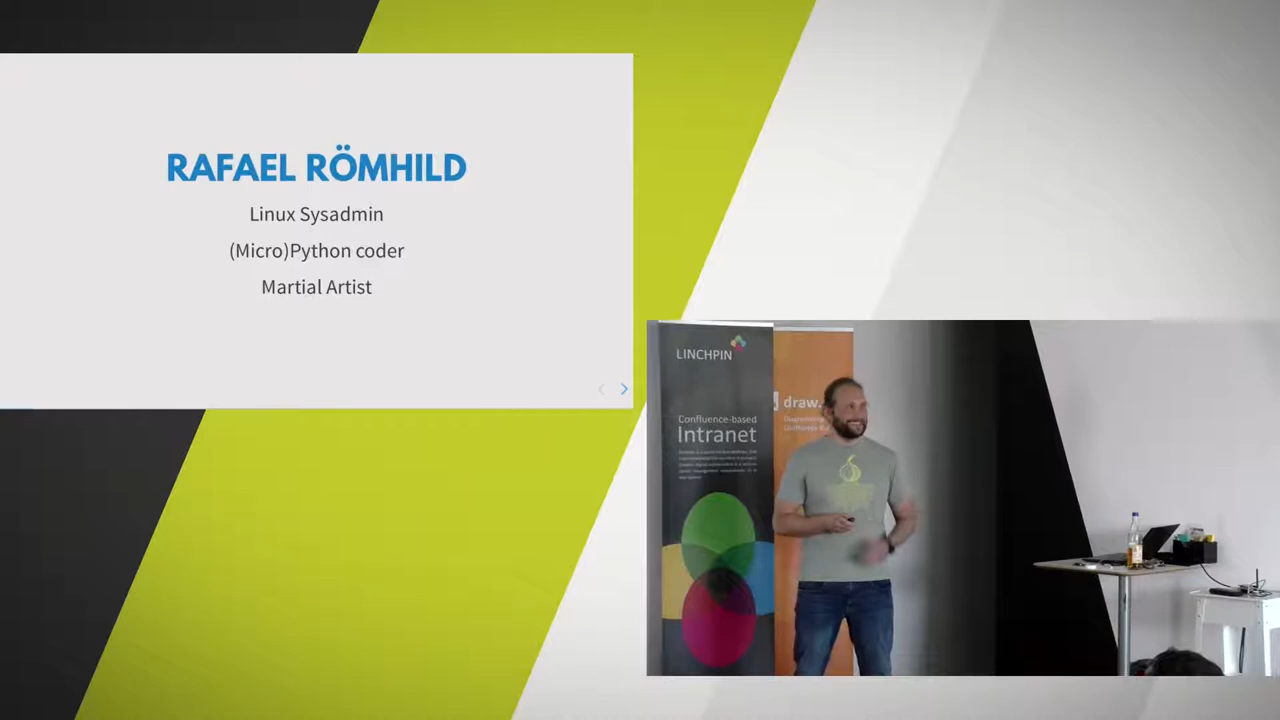 RAFAEL RÖMHILD
Linux Sysadmin
(Micro)Python coder
Martial Artist
LINCHPIN
Confluence-based
Intranet
draw.